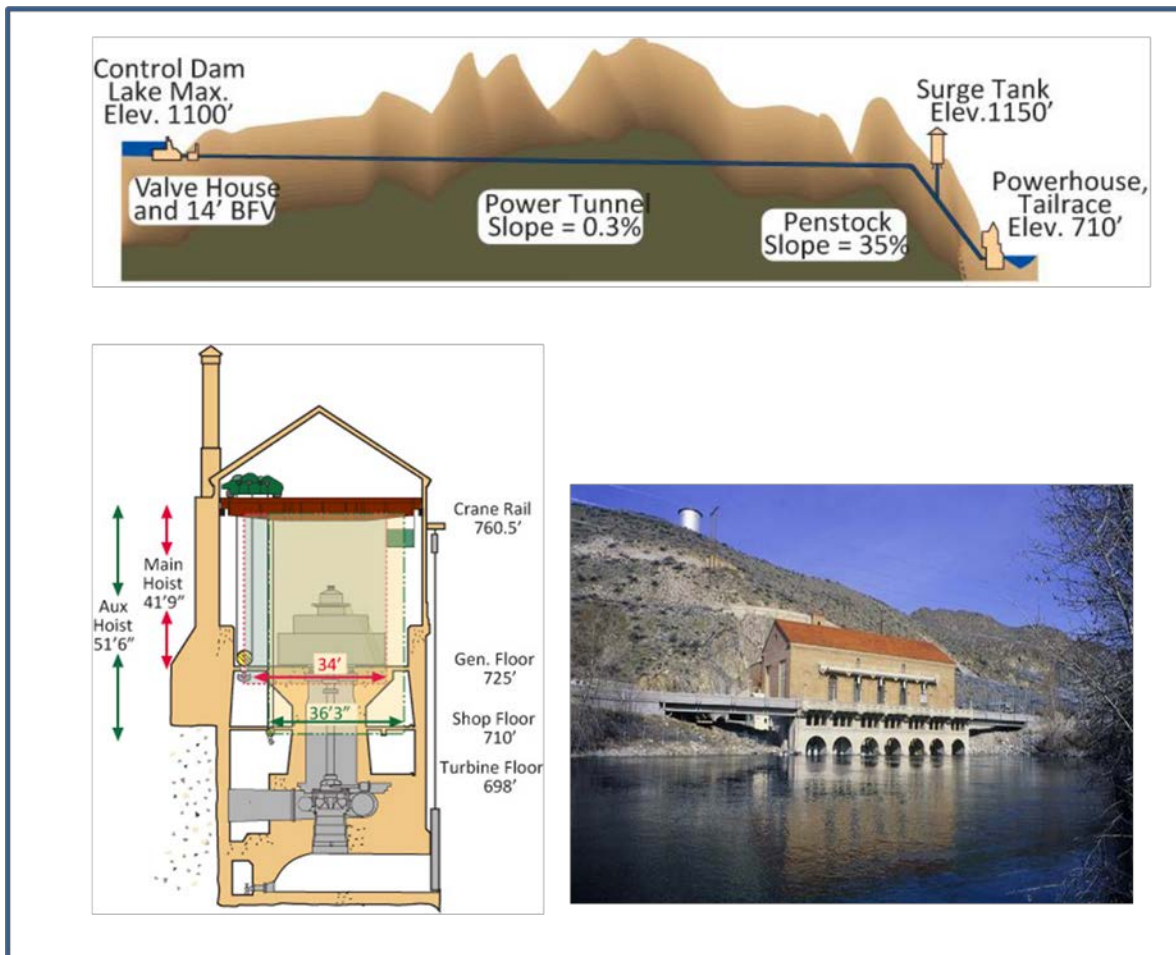 Control Dam
Lake Max.
Elev. 1100'
Surge Tank
Elev.1150'
Valve House
and 14' BFV
Power Tunnel
Slope = 0.3%
Penstock
Slope = 35%
Powerhouse,
Tailrace
Elev. 710'
Crane Rail
760.5'
Main
Hoist
41'9"
Aux
Hoist
51'6"
34'
Gen. Floor
725'
36'3"
Shop Floor
710'
Turbine Floor
698'